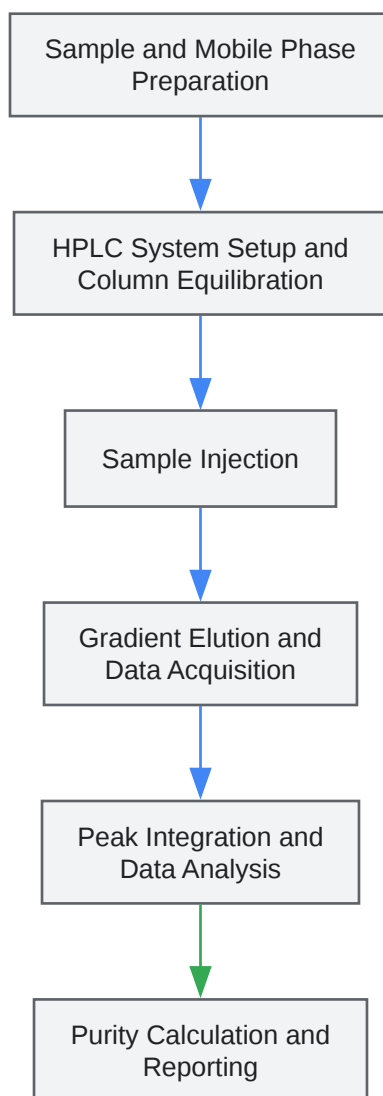 Sample and Mobile Phase
Preparation
HPLC System Setup and
Column Equilibration
Sample Injection
Gradient Elution and
Data Acquisition
Peak Integration and
Data Analysis
Purity Calculation and
Reporting